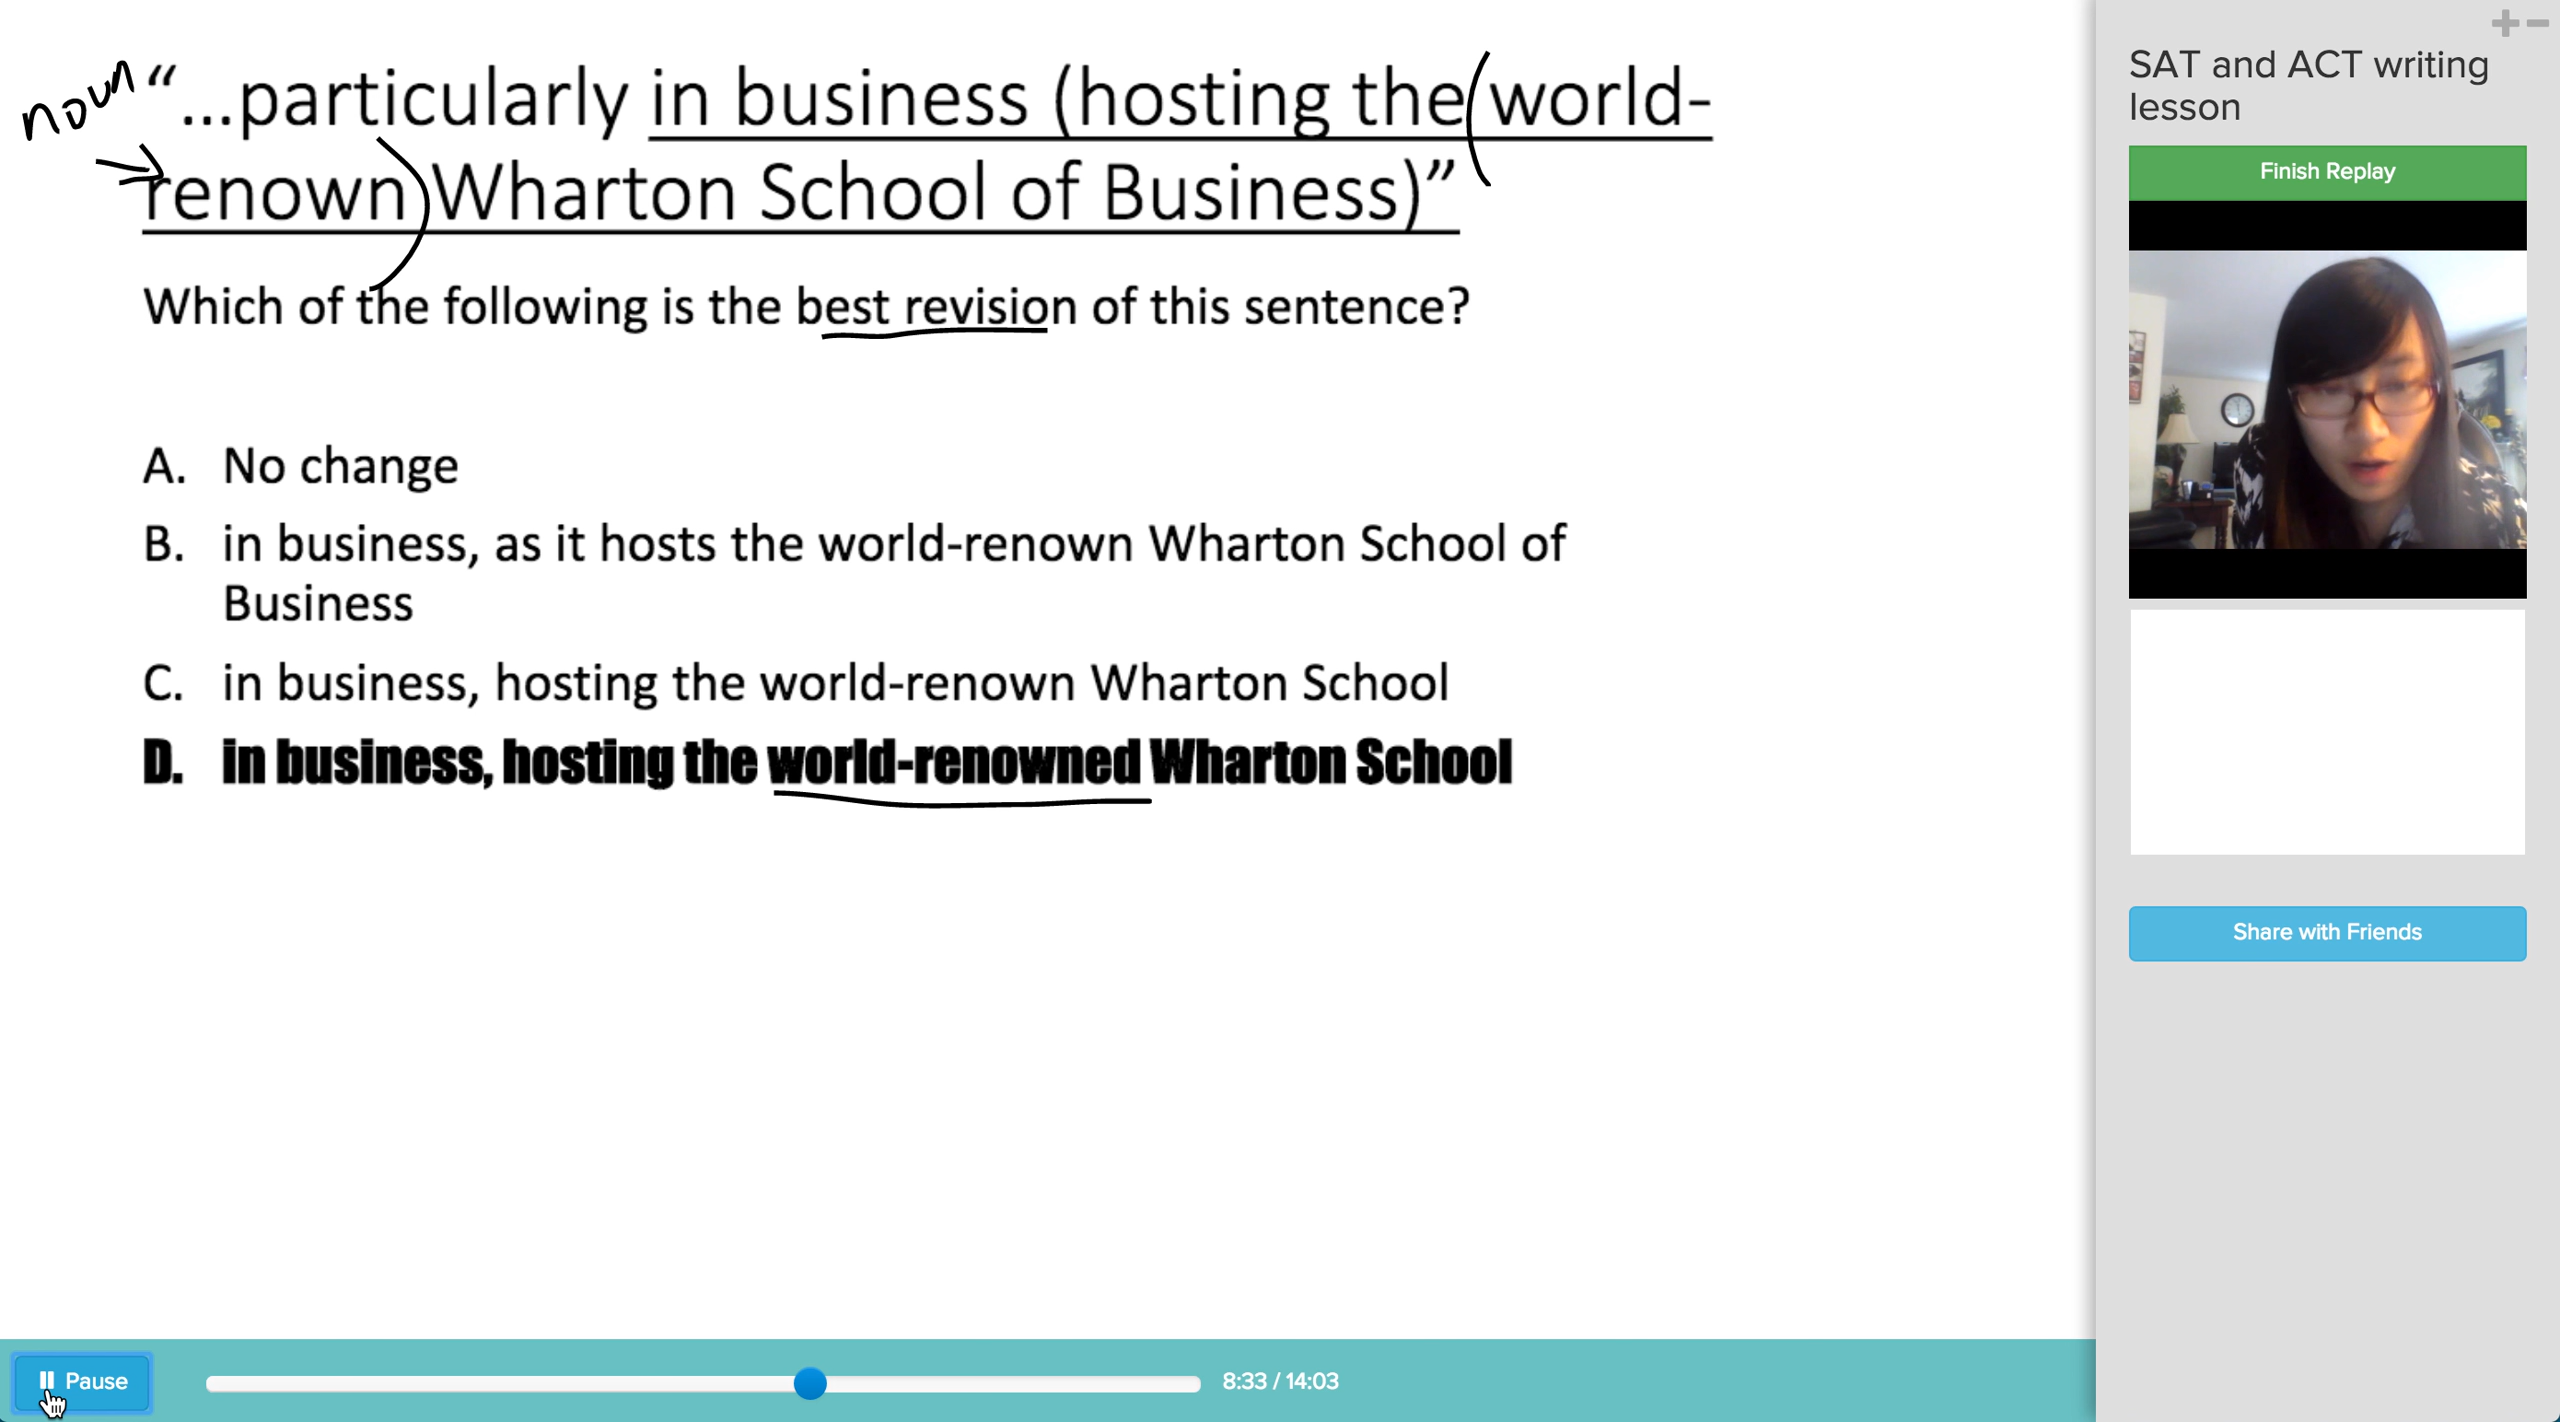 noun
“...particularly in business (hosting the world-
renown Wharton School of Business)”
Which of the following is the best revision of this sentence?
A. No change
B. in business, as it hosts the world-renown Wharton School of
Business
C. in business, hosting the world-renown Wharton School
D. in business, hosting the world-renowned Wharton School
SAT and ACT writing
lesson
Finish Replay
Share with Friends
Pause
8:33 / 14:03